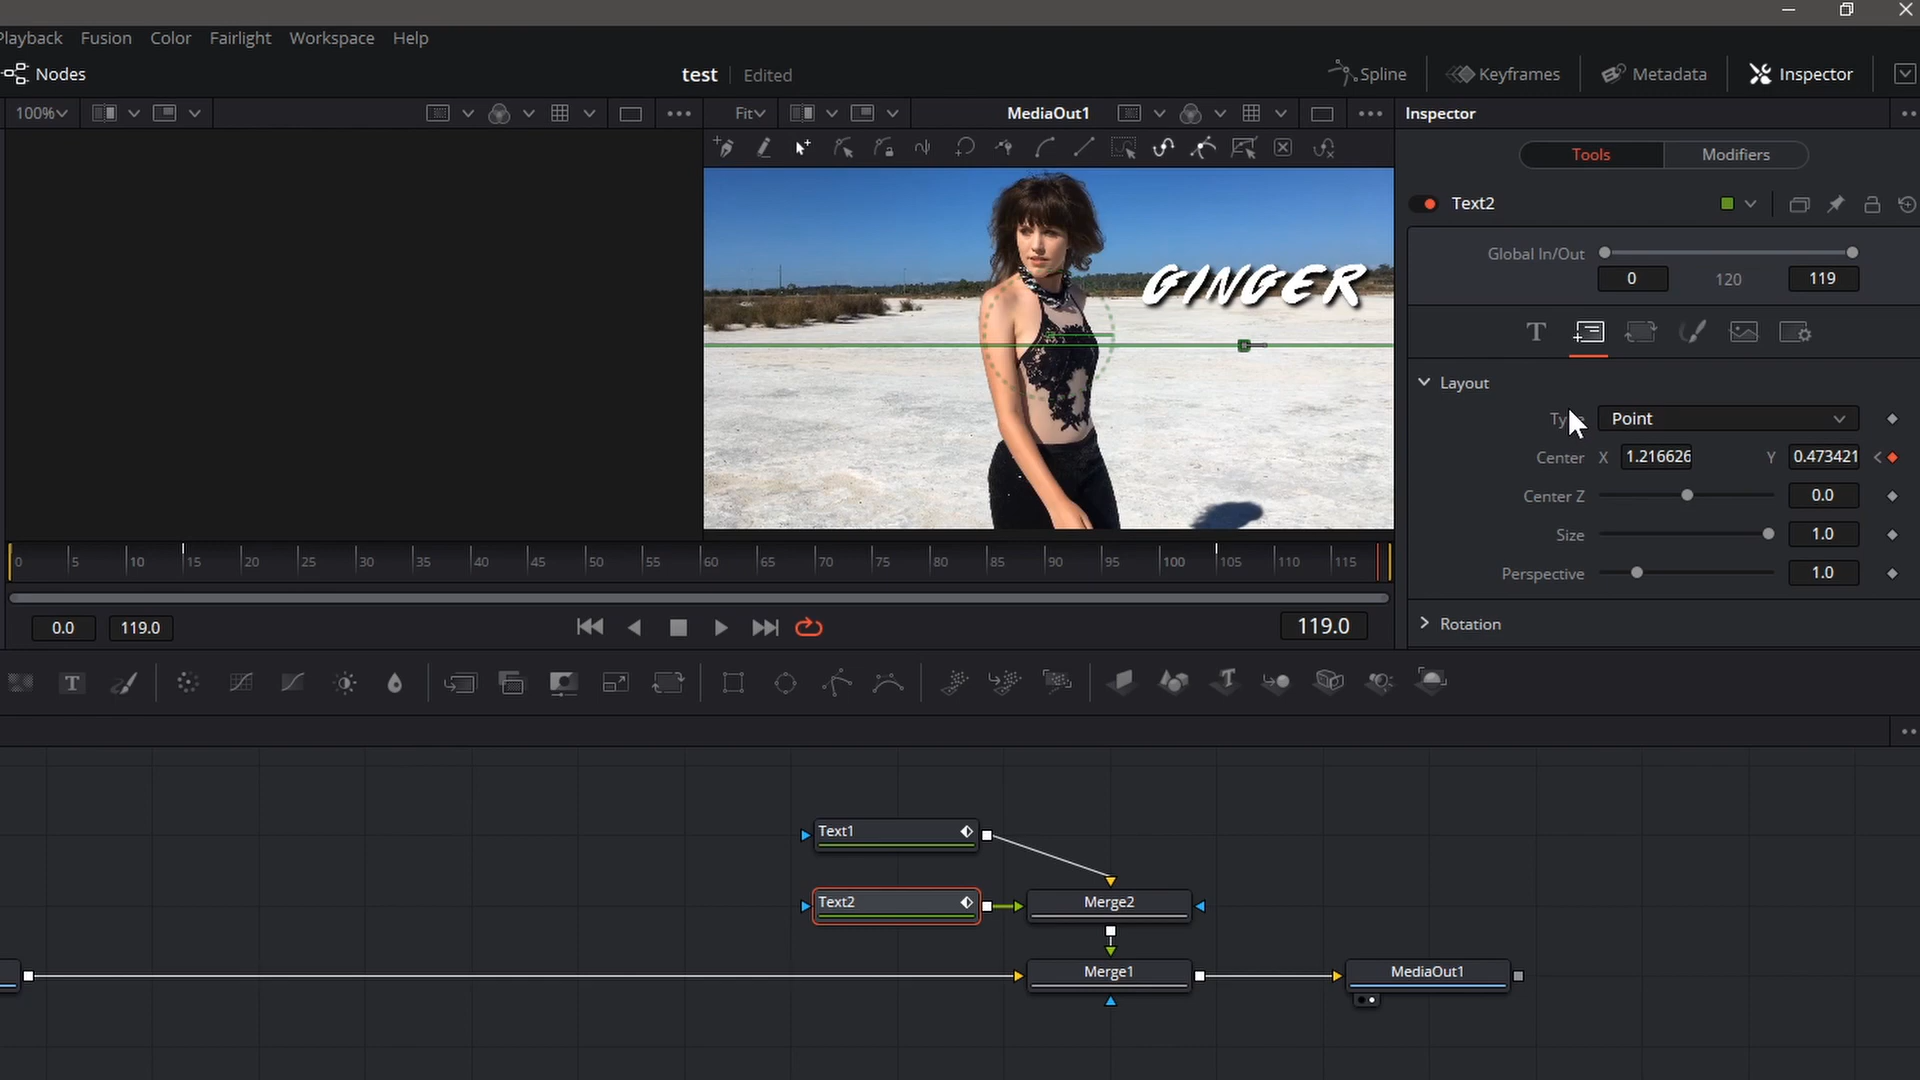 Playback Fusion Color Fairlight Workspace Help
Nodes test Edited Spline Keyframes Metadata Inspector
100% Fit MediaOut1 Inspector
Tools Modifiers
Text2
Global In/Out
0 120 119
GINGER
Layout
Point
Center X 1.216626 Y 0.473421
Center Z 0.0
Size 1.0
Perspective 1.0
Rotation
0 5 10 15 20 25 30 35 40 45 50 55 60 65 70 75 80 85 90 95 100 105 110 115
0.0 119.0 119.0
Text1
Text2 Merge2
Merge1 MediaOut1